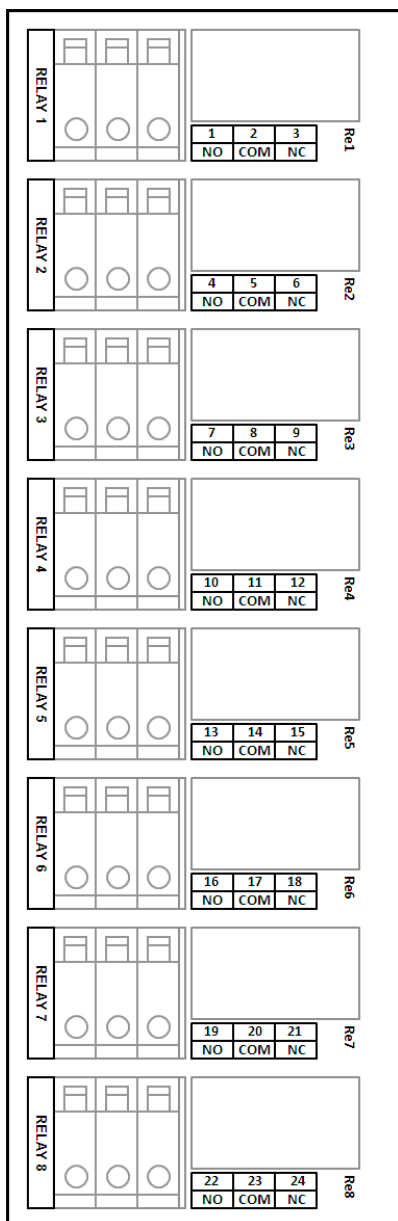 RELAY 1
1 2 3
NO COM NC
Re1
RELAY 2
4 5 6
NO COM NC
Re2
RELAY 3
7 8 9
NO COM NC
Re3
RELAY 4
10 11 12
NO COM NC
Re4
RELAY 5
13 14 15
NO COM NC
Re5
RELAY 6
16 17 18
NO COM NC
Re6
RELAY 7
19 20 21
NO COM NC
Re7
RELAY 8
22 23 24
NO COM NC
Re8